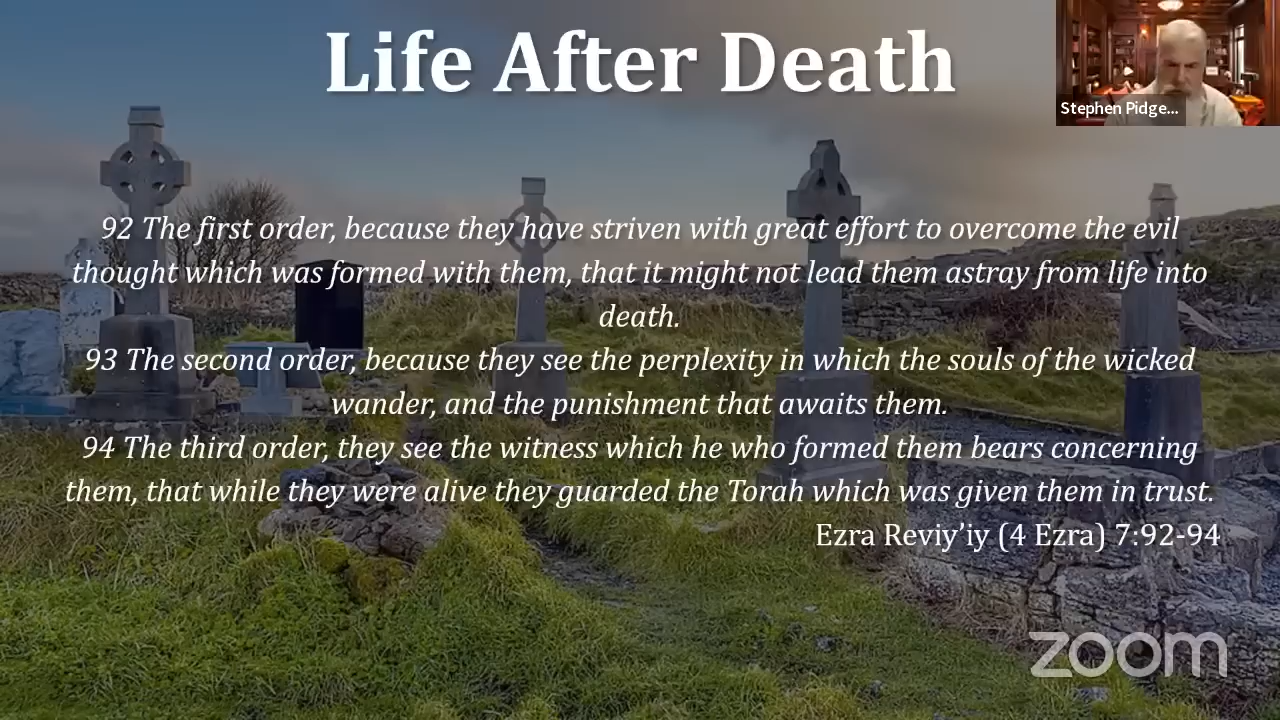 Life After Death
Stephen Pidge...
92 The first order, because they have striven with great effort to overcome the evil
thought which was formed with them, that it might not lead them astray from life into
death.
93 The second order, because they see the perplexity in which the souls of the wicked
wander, and the punishment that awaits them.
94 The third order, they see the witness which he who formed them bears concerning
them, that while they were alive they guarded the Torah which was given them in trust.
Ezra Reviy’iy (4 Ezra) 7:92-94
zoom